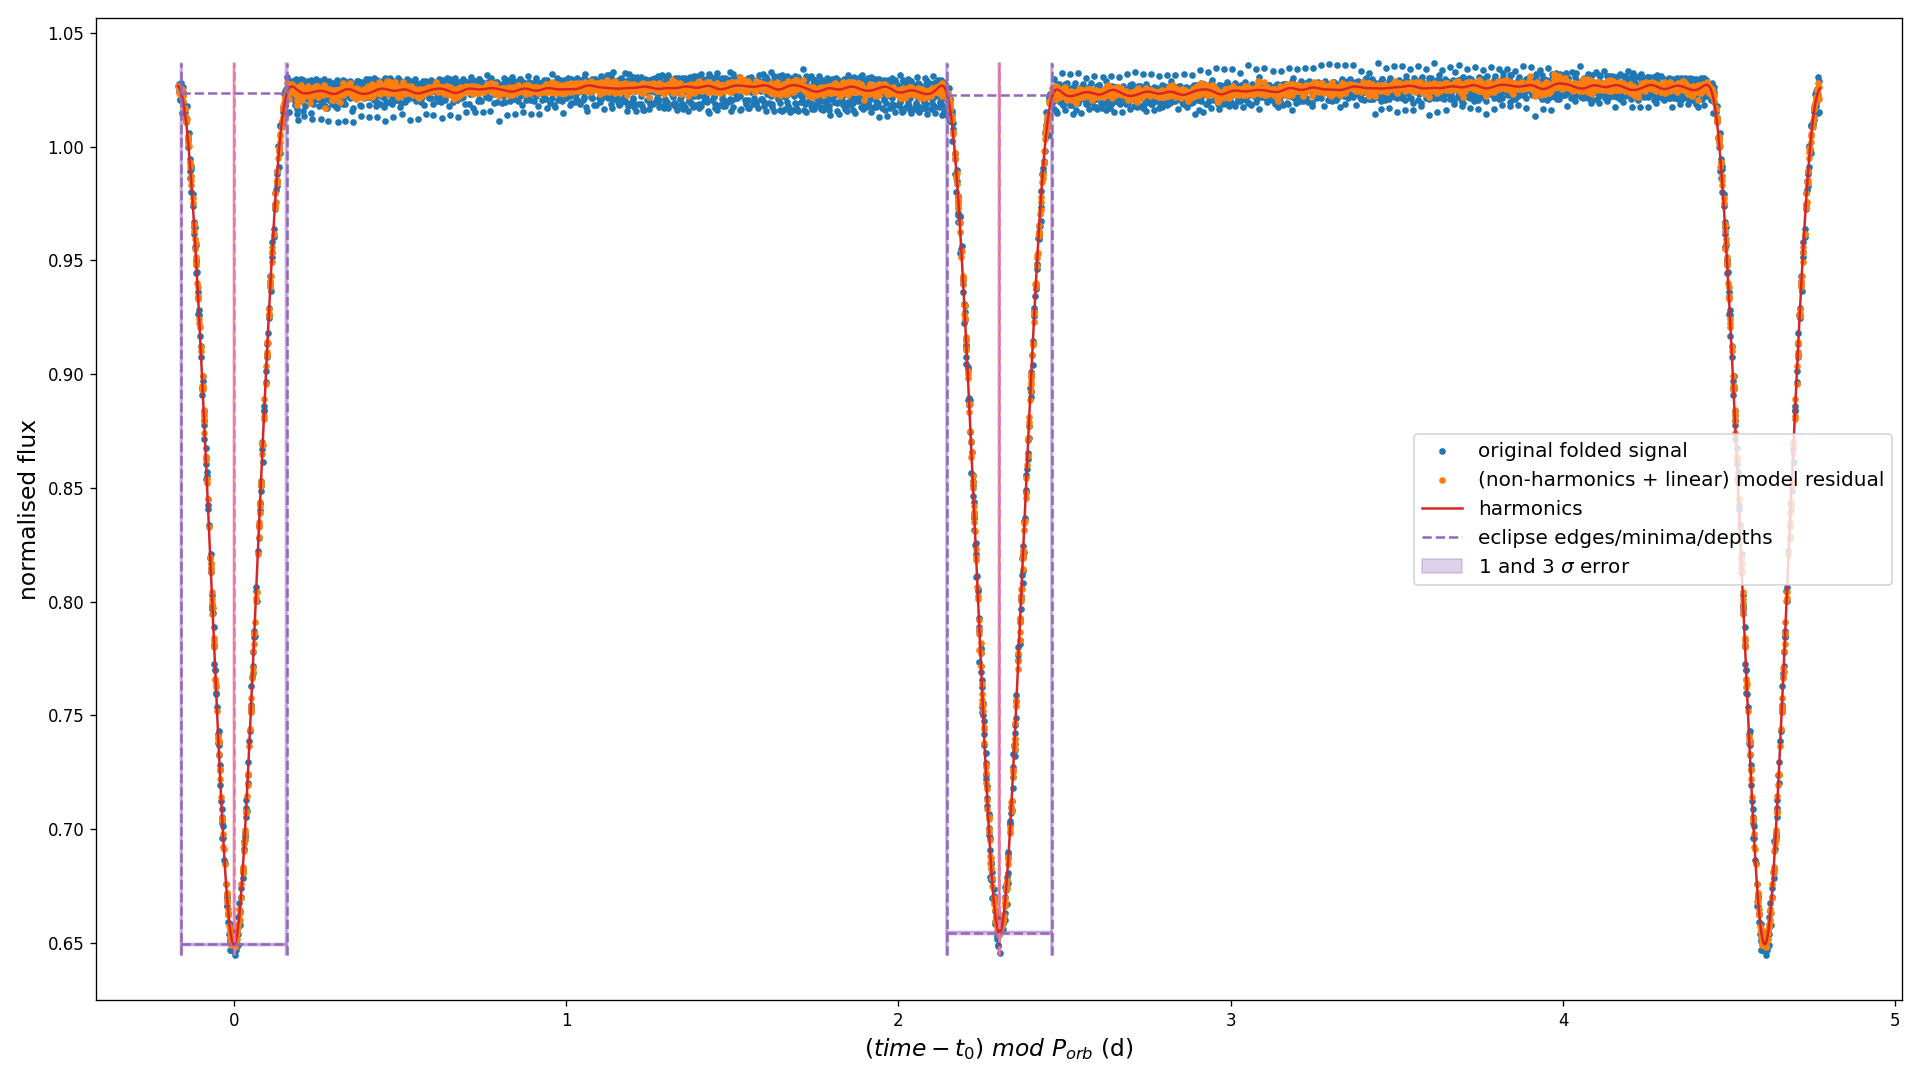 1.05
1.00
0.95
0.90
0.85
0.80
0.75
0.70
0.65
normalised flux
original folded signal
(non-harmonics + linear) model residual
harmonics
eclipse edges/minima/depths
1 and 3 σ error
0 1 2 3 4 5
(time − t₀) mod Pₒᵣb (d)